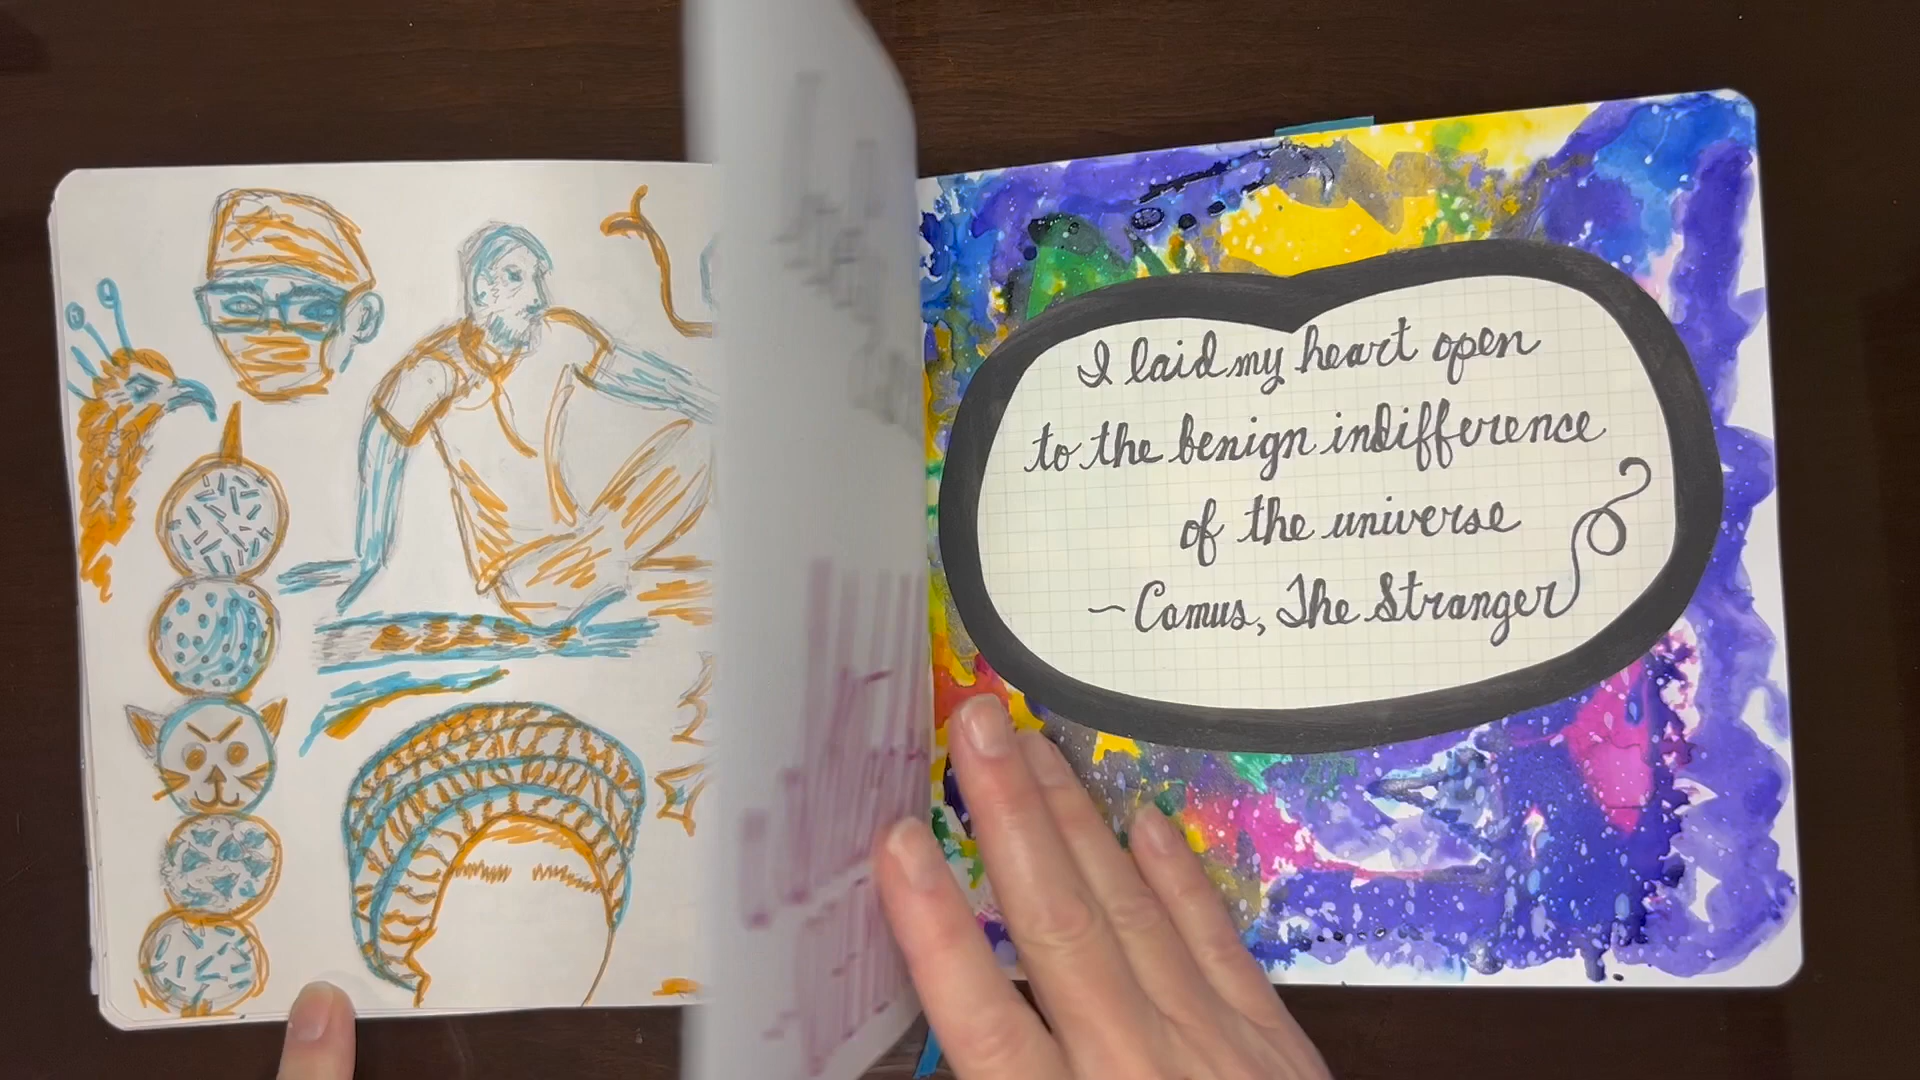 I laid my heart open
to the benign indifference
of the universe
~ Camus, The Stranger